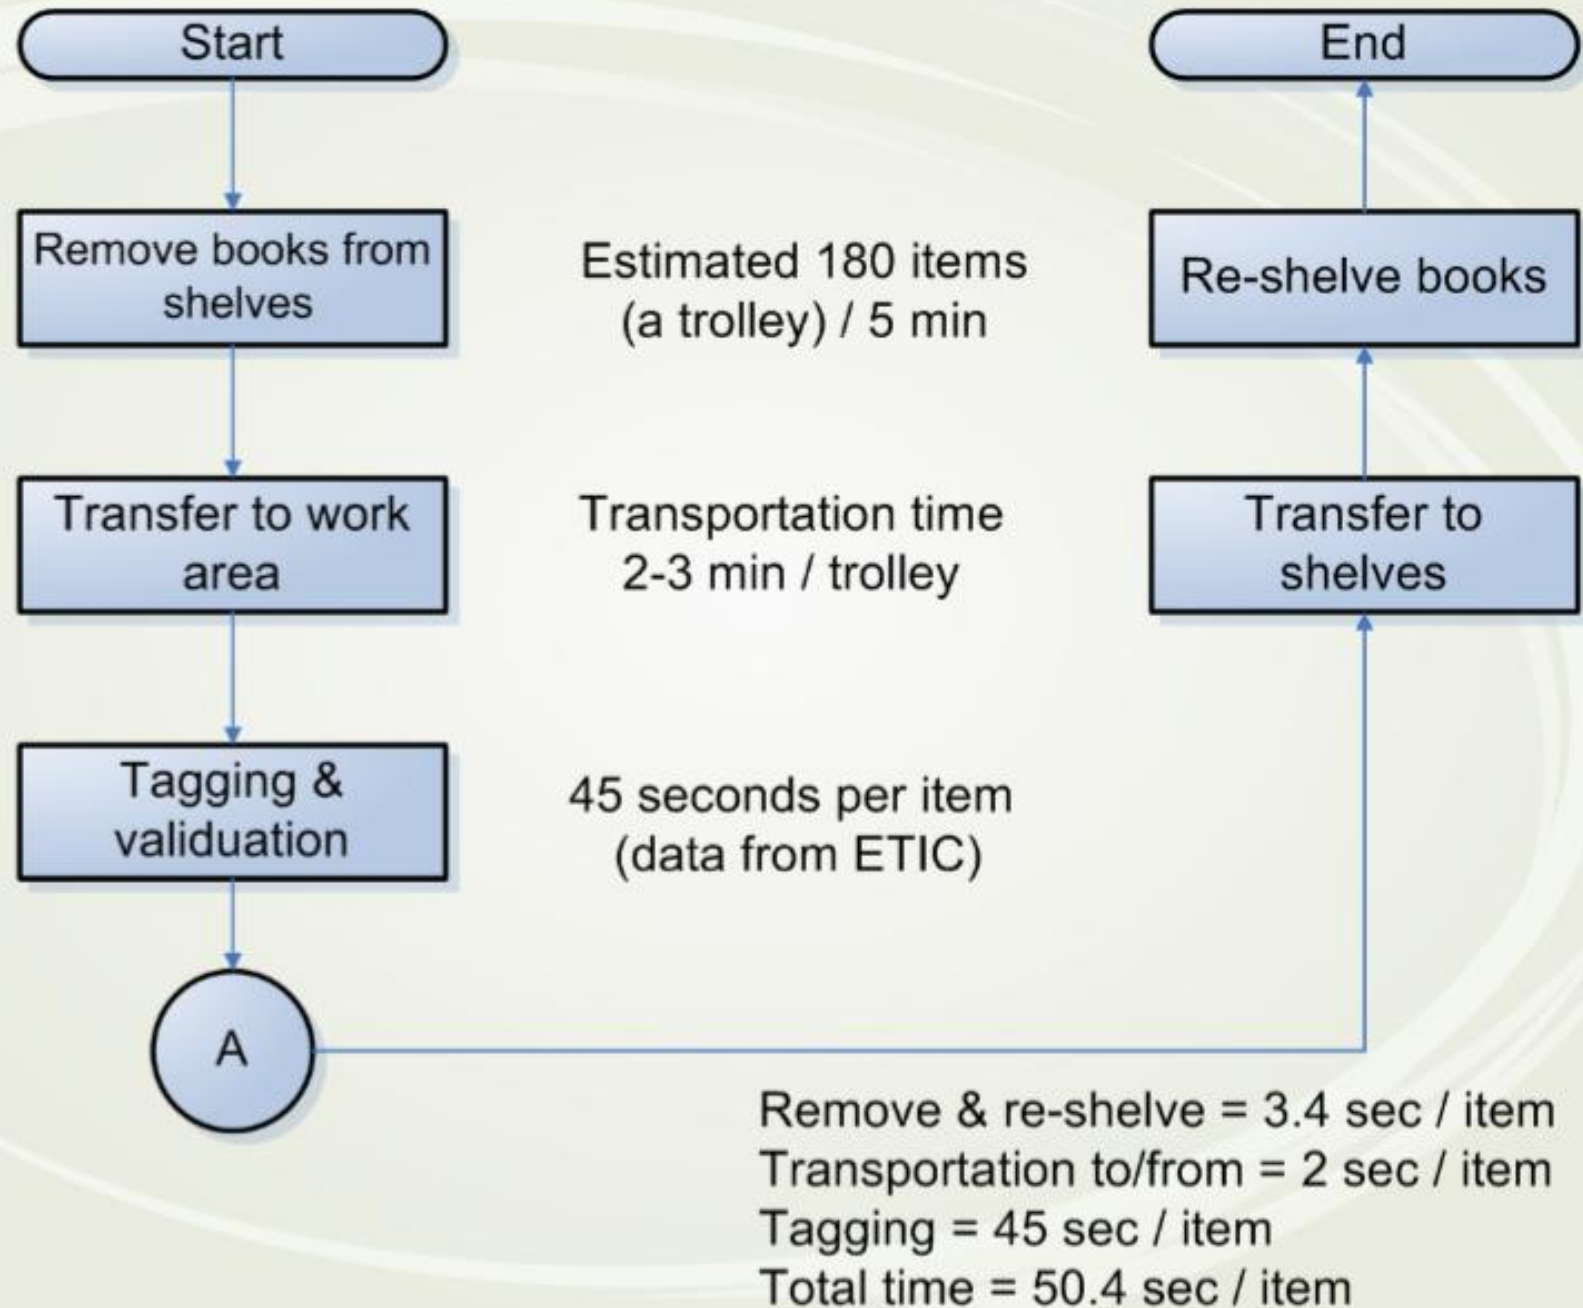 Start
Remove books from
shelves
Estimated 180 items
(a trolley) / 5 min
Transfer to work
area
Transportation time
2-3 min / trolley
Tagging &
validuation
45 seconds per item
(data from ETIC)
A
Transfer to
shelves
Re-shelve books
End
Remove & re-shelve = 3.4 sec / item
Transportation to/from = 2 sec / item
Tagging = 45 sec / item
Total time = 50.4 sec / item